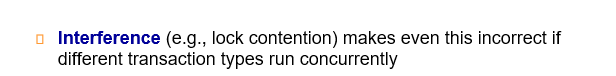 Interference (e.g., lock contention) makes even this incorrect if
different transaction types run concurrently